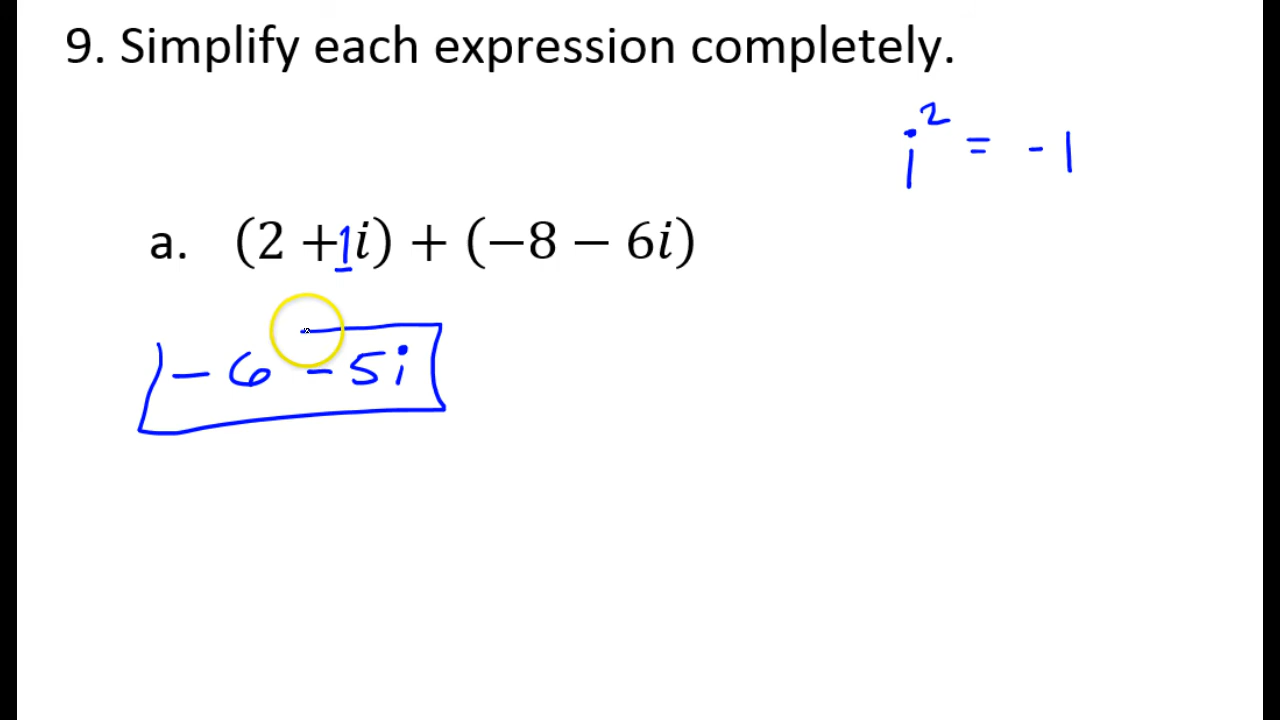 9. Simplify each expression completely.
i² = -1
a. (2 +1i) + (−8 − 6i)
-6 -5i